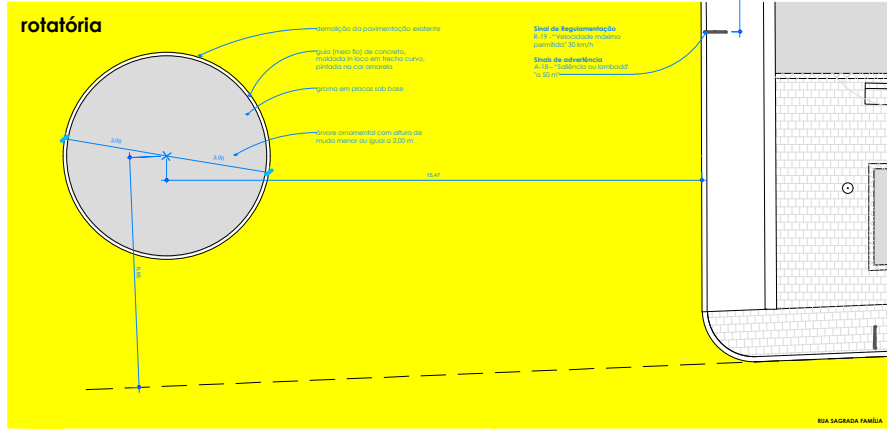 rotatória
demolição da pavimentação existente
guia (meio fio) de concreto,
moldada in loco em trecho curvo,
pintada na cor amarela
grama em placas sob base
árvore ornamental com altura de
muda menor ou igual a 2,00 m
Sinal de Regulamentação
R-19 - "Velocidade máxima
permitida" 30 km/h
Sinais de advertência
A-18 - "Saliência ou lombada"
"a 50 m"
3,00
3,00
15,47
RUA SAGRADA FAMÍLIA